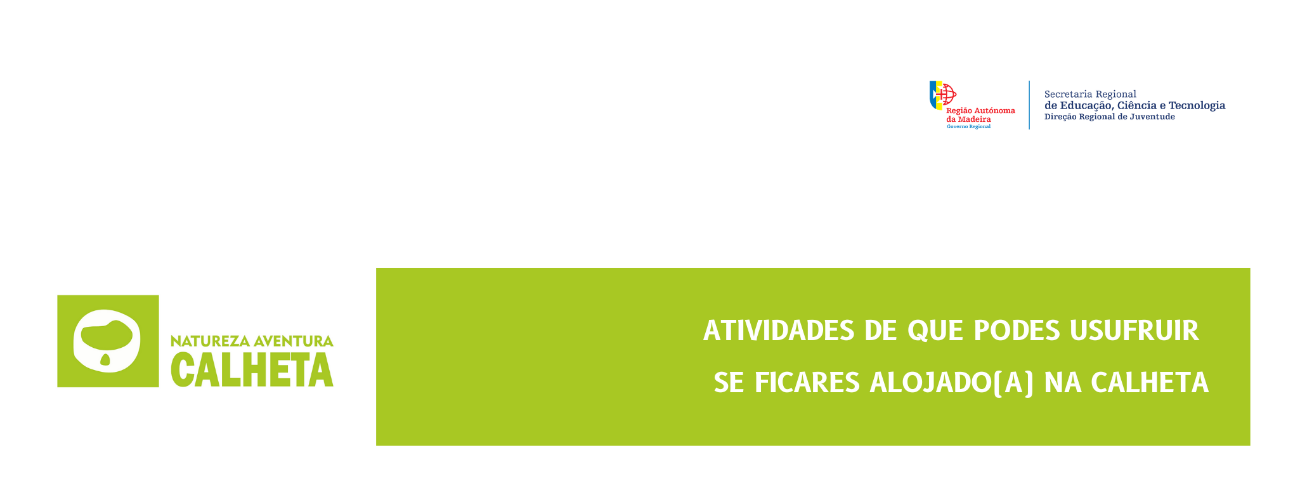 Região Autónoma
da Madeira
Governo Regional
Secretaria Regional
de Educação, Ciência e Tecnologia
Direção Regional de Juventude
NATUREZA AVENTURA
CALHETA
ATIVIDADES DE QUE PODES USUFRUIR
SE FICARES ALOJADO(A) NA CALHETA